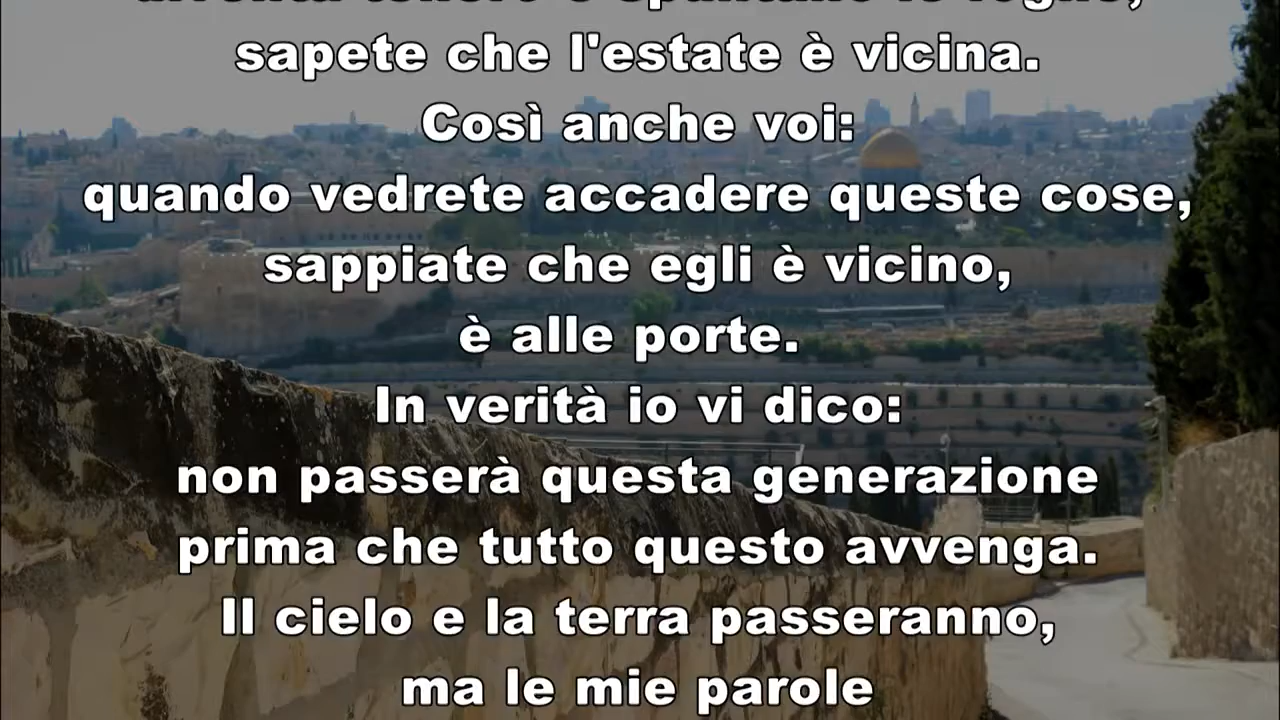 sapete che l'estate è vicina.
Così anche voi:
quando vedrete accadere queste cose,
sappiate che egli è vicino,
è alle porte.
In verità io vi dico:
non passerà questa generazione
prima che tutto questo avvenga.
Il cielo e la terra passeranno,
ma le mie parole